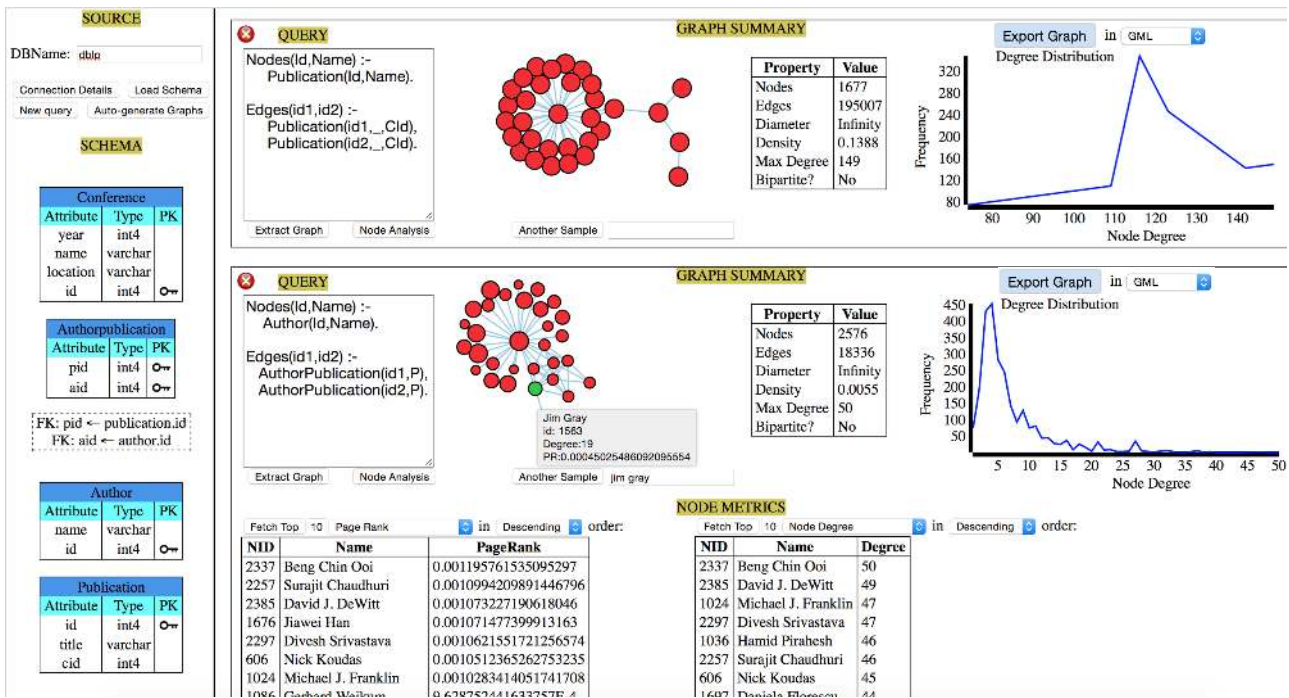 SOURCE
DBName: dblp
Connection Details Load Schema
New query Auto-generate Graphs
SCHEMA
Conference
Attribute Type PK
year int4
name varchar
location varchar
id int4
Authorpublication
Attribute Type PK
pid int4
aid int4
FK: pid ← publication.id
FK: aid ← author.id
Author
Attribute Type PK
name varchar
id int4
Publication
Attribute Type PK
id int4
title varchar
cid int4
QUERY
Nodes(Id,Name) :-
Publication(Id,Name).
Edges(id1,id2) :-
Publication(id1,_,CId),
Publication(id2,_,CId).
Extract Graph Node Analysis
Another Sample
GRAPH SUMMARY
Property Value
Nodes 1677
Edges 195007
Diameter Infinity
Density 0.1388
Max Degree 149
Bipartite? No
Export Graph in GML
Degree Distribution
Frequency
320
280
240
200
160
120
80
80 90 100 110 120 130 140
Node Degree
QUERY
Nodes(Id,Name) :-
Author(Id,Name).
Edges(id1,id2) :-
AuthorPublication(id1,P),
AuthorPublication(id2,P).
Extract Graph Node Analysis
Jim Gray
id: 1563
Degree:19
PR:0.00045025486092095554
Another Sample jim gray
GRAPH SUMMARY
Property Value
Nodes 2576
Edges 18336
Diameter Infinity
Density 0.0055
Max Degree 50
Bipartite? No
Export Graph in GML
Degree Distribution
Frequency
450
400
350
300
250
200
150
100
50
5 10 15 20 25 30 35 40 45 50
Node Degree
NODE METRICS
Fetch Top 10 Page Rank in Descending order:
NID Name PageRank
2337 Beng Chin Ooi 0.001195761535095297
2257 Surajit Chaudhuri 0.0010994209891446796
2385 David J. DeWitt 0.001073227190618046
1676 Jiawei Han 0.001071477399913163
2297 Divesh Srivastava 0.0010621551721256574
606 Nick Koudas 0.0010512365262753235
1024 Michael J. Franklin 0.0010283414051741708
1086 Gerhard Weikum 9.628752441633757E-4
Fetch Top 10 Node Degree in Descending order:
NID Name Degree
2337 Beng Chin Ooi 50
2385 David J. DeWitt 49
1024 Michael J. Franklin 47
2297 Divesh Srivastava 47
1036 Hamid Pirahesh 46
2257 Surajit Chaudhuri 46
606 Nick Koudas 45
1697 Daniela Florescu 44